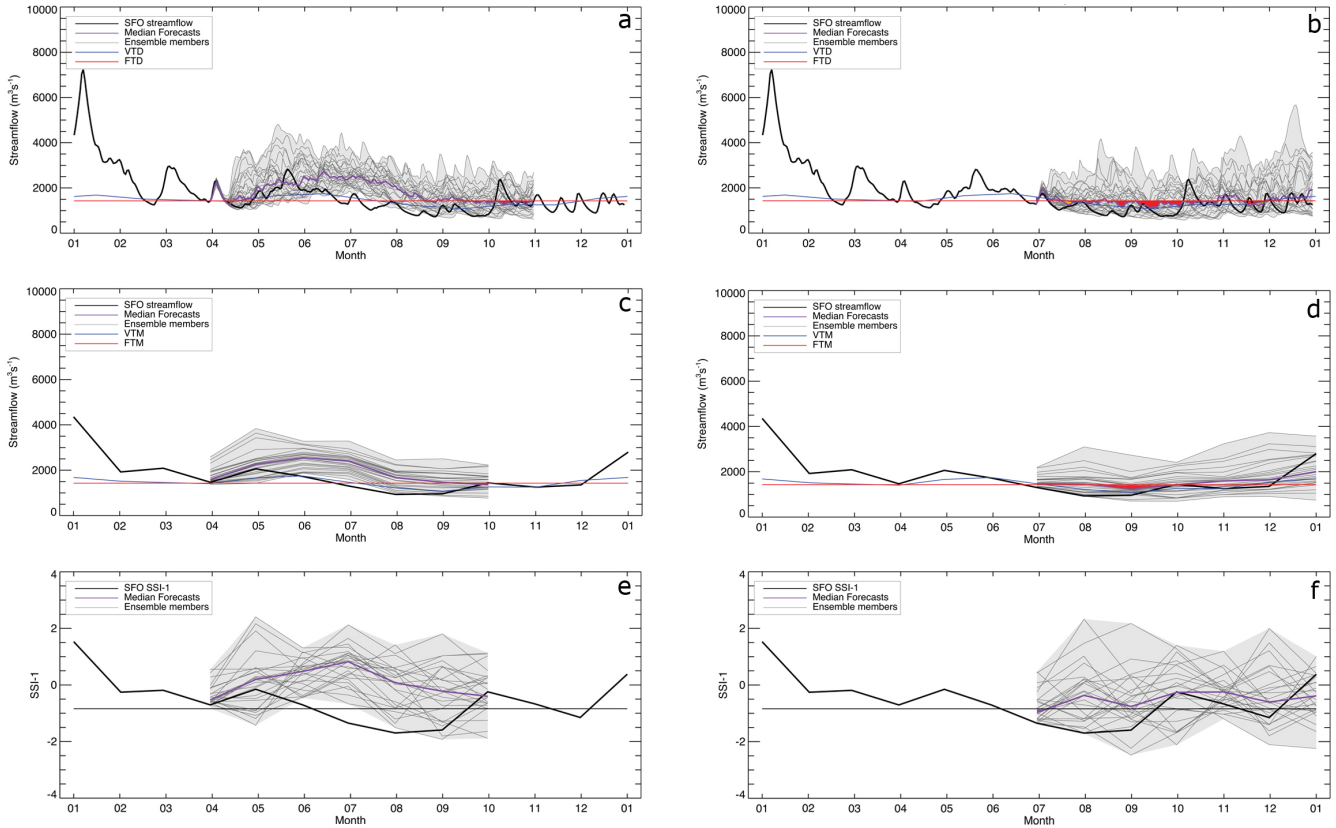 a
10000
8000
6000
4000
2000
0
Streamflow (m³s⁻¹)
SFO streamflow
Median Forecasts
Ensemble members
VTD
FTD
01 02 03 04 05 06 07 08 09 10 11 12 01
Month
b
10000
8000
6000
4000
2000
0
Streamflow (m³s⁻¹)
SFO streamflow
Median Forecasts
Ensemble members
VTD
FTD
01 02 03 04 05 06 07 08 09 10 11 12 01
Month
c
10000
8000
6000
4000
2000
0
Streamflow (m³s⁻¹)
SFO streamflow
Median Forecasts
Ensemble members
VTM
FTM
01 02 03 04 05 06 07 08 09 10 11 12 01
Month
d
10000
8000
6000
4000
2000
0
Streamflow (m³s⁻¹)
SFO streamflow
Median Forecasts
Ensemble members
VTM
FTM
01 02 03 04 05 06 07 08 09 10 11 12 01
Month
e
4
2
0
-2
-4
SSI-1
SFO SSI-1
Median Forecasts
Ensemble members
01 02 03 04 05 06 07 08 09 10 11 12 01
Month
f
4
2
0
-2
-4
SSI-1
SFO SSI-1
Median Forecasts
Ensemble members
01 02 03 04 05 06 07 08 09 10 11 12 01
Month